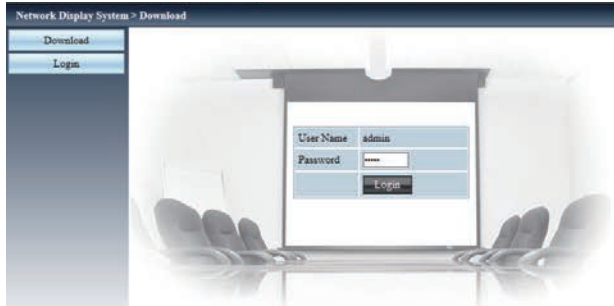 Network Display System > Download
Download
Login
User Name admin
Password •••••
Login